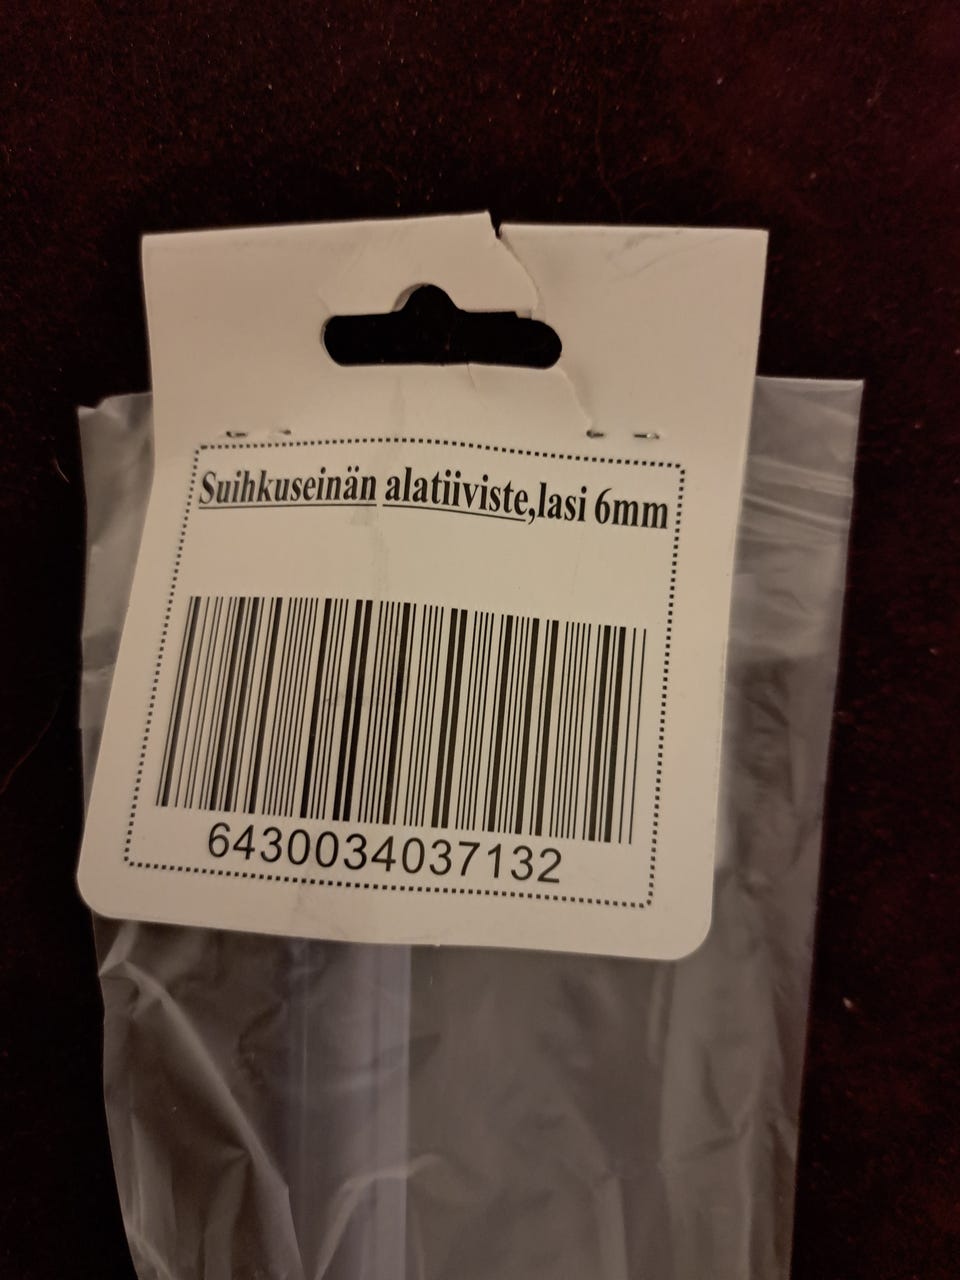 Suihkuseinän alatiiviste,lasi 6mm
6430034037132